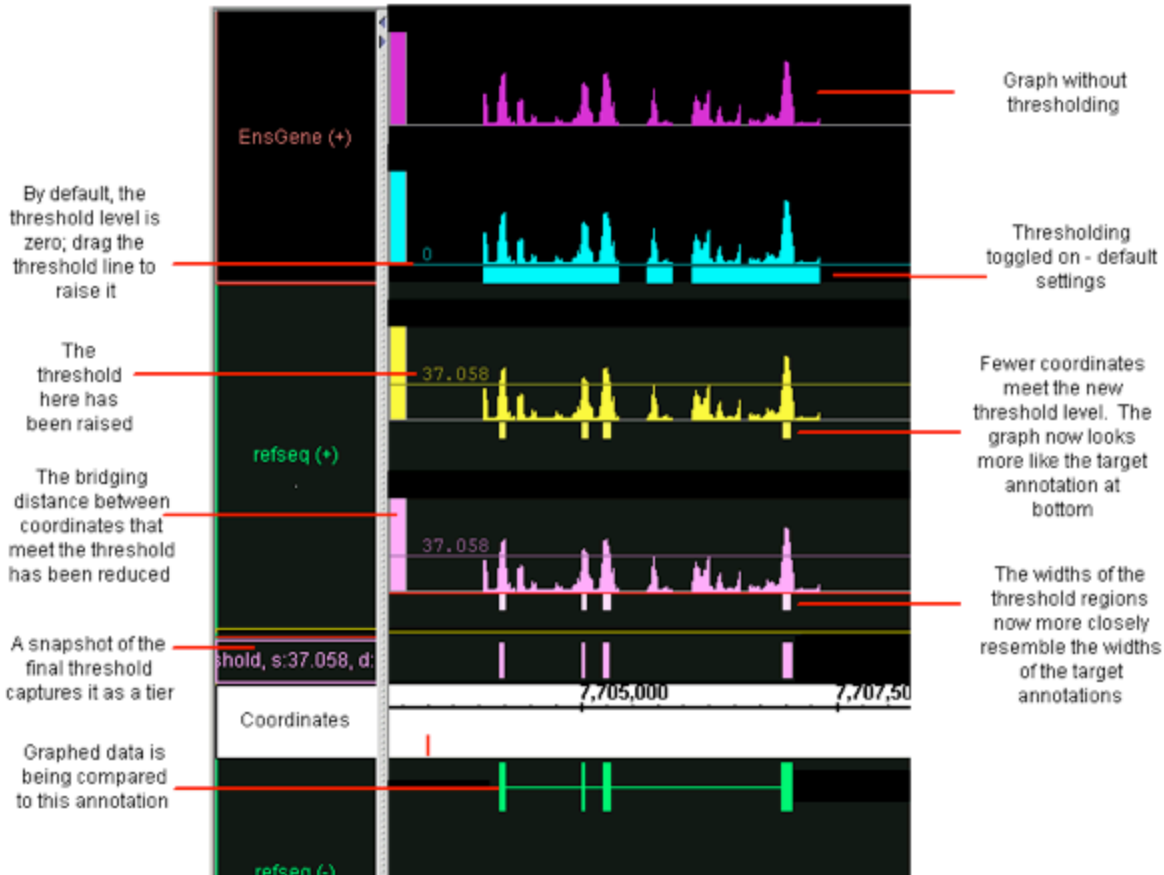 Graph without
thresholding
EnsGene (+)
By default, the
threshold level is
zero; drag the
threshold line to
raise it
0
Thresholding
toggled on - default
settings
The
threshold
here has
been raised
37.058
Fewer coordinates
meet the new
threshold level. The
graph now looks
more like the target
annotation at
bottom
refseq (+)
The bridging
distance between
coordinates that
meet the threshold
has been reduced
37.058
The widths of the
threshold regions
now more closely
resemble the widths
of the target
annotations
A snapshot of the
final threshold
captures it as a tier
shold, s:37.058, d:
7,705,000
7,707,50
Coordinates
Graphed data is
being compared
to this annotation
refseq (-)